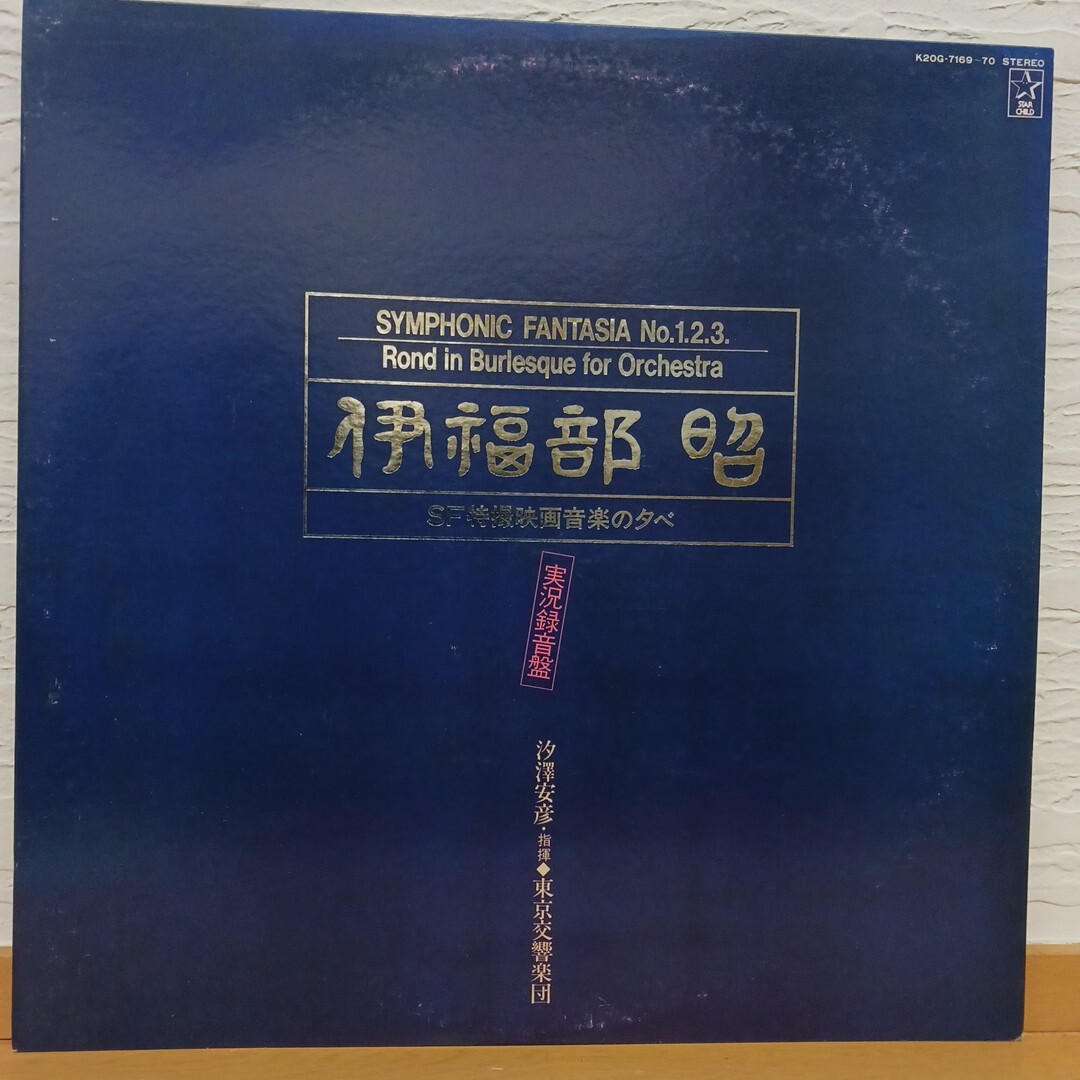 K20G-7169~70 STEREO
STAR
CHILD
SYMPHONIC FANTASIA No.1.2.3.
Rond in Burlesque for Orchestra
伊福部 昭
SF特撮映画音楽の夕べ
実況録音盤
汐澤安彦・指揮◆東京交響楽団